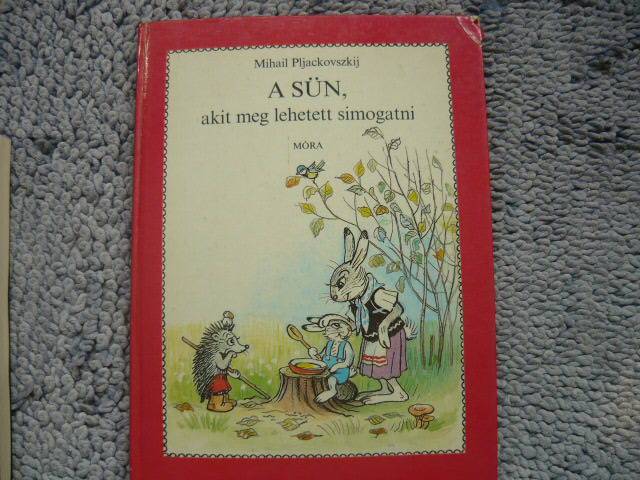 Mihail Pljackovszkij
A SÜN,
akit meg lehetett simogatni
MÓRA